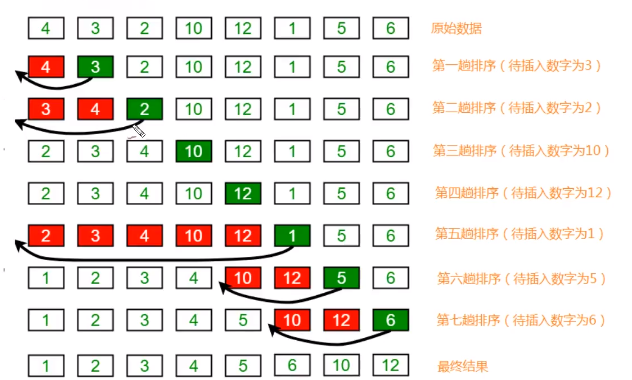 4 3 2 10 12 1 5 6 原始数据
4 3 2 10 12 1 5 6 第一趟排序（待插入数字为3）
3 4 2 10 12 1 5 6 第二趟排序（待插入数字为2）
2 3 4 10 12 1 5 6 第三趟排序（待插入数字为10）
2 3 4 10 12 1 5 6 第四趟排序（待插入数字为12）
2 3 4 10 12 1 5 6 第五趟排序（待插入数字为1）
1 2 3 4 10 12 5 6 第六趟排序（待插入数字为5）
1 2 3 4 5 10 12 6 第七趟排序（待插入数字为6）
1 2 3 4 5 6 10 12 最终结果